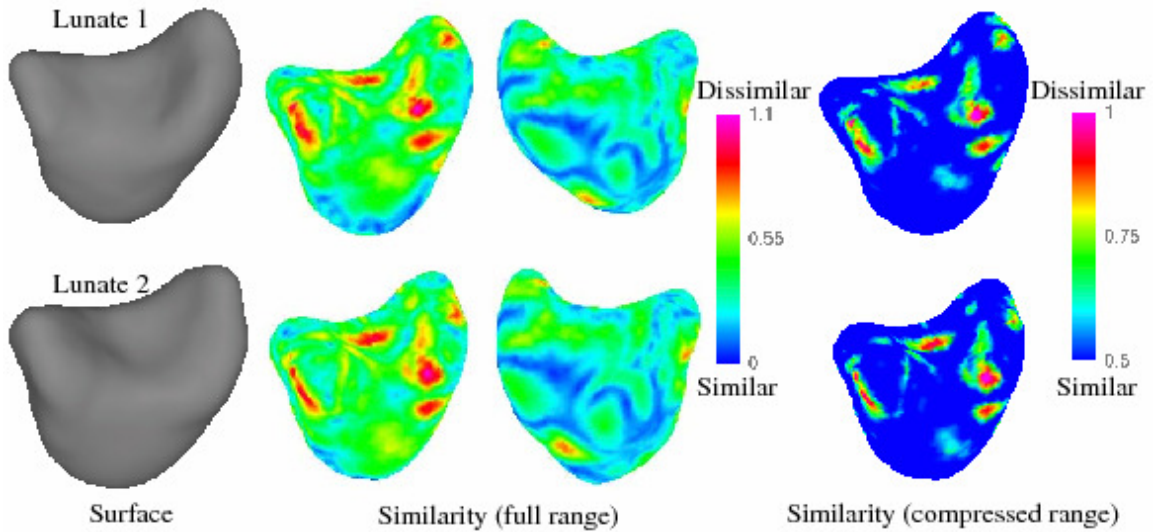 Lunate 1
Dissimilar
1.1
0.55
0
Similar
Dissimilar
1
0.75
0.5
Similar
Lunate 2
Surface
Similarity (full range)
Similarity (compressed range)